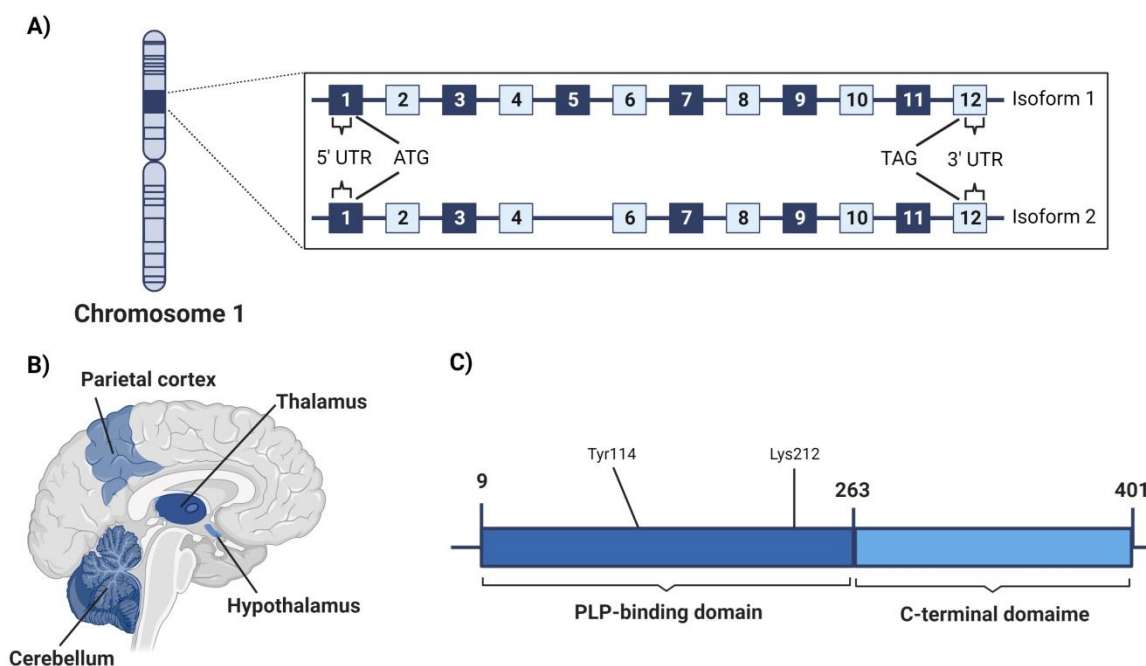 A)
1 2 3 4 5 6 7 8 9 10 11 12 Isoform 1
5' UTR ATG TAG 3' UTR
1 2 3 4 6 7 8 9 10 11 12 Isoform 2
Chromosome 1
B)
Parietal cortex
Thalamus
Hypothalamus
Cerebellum
C)
Tyr114 Lys212
9 263 401
PLP-binding domain C-terminal domaime